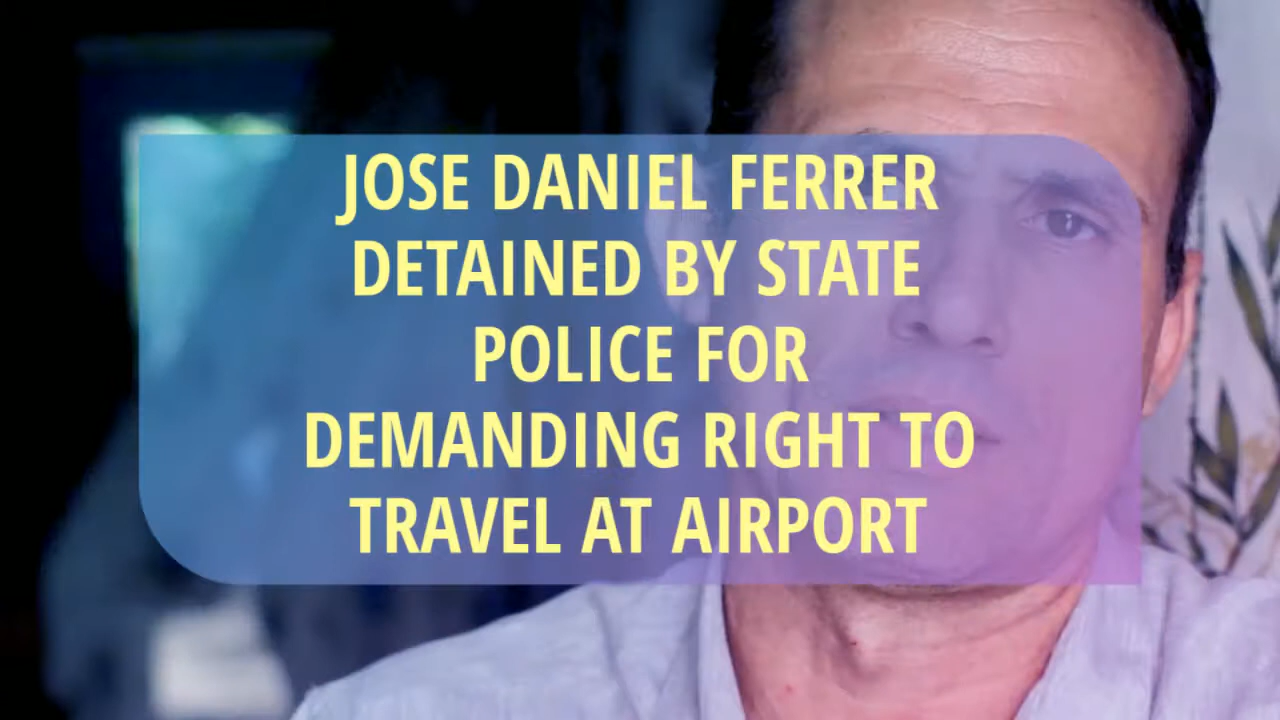 JOSE DANIEL FERRER
DETAINED BY STATE
POLICE FOR
DEMANDING RIGHT TO
TRAVEL AT AIRPORT